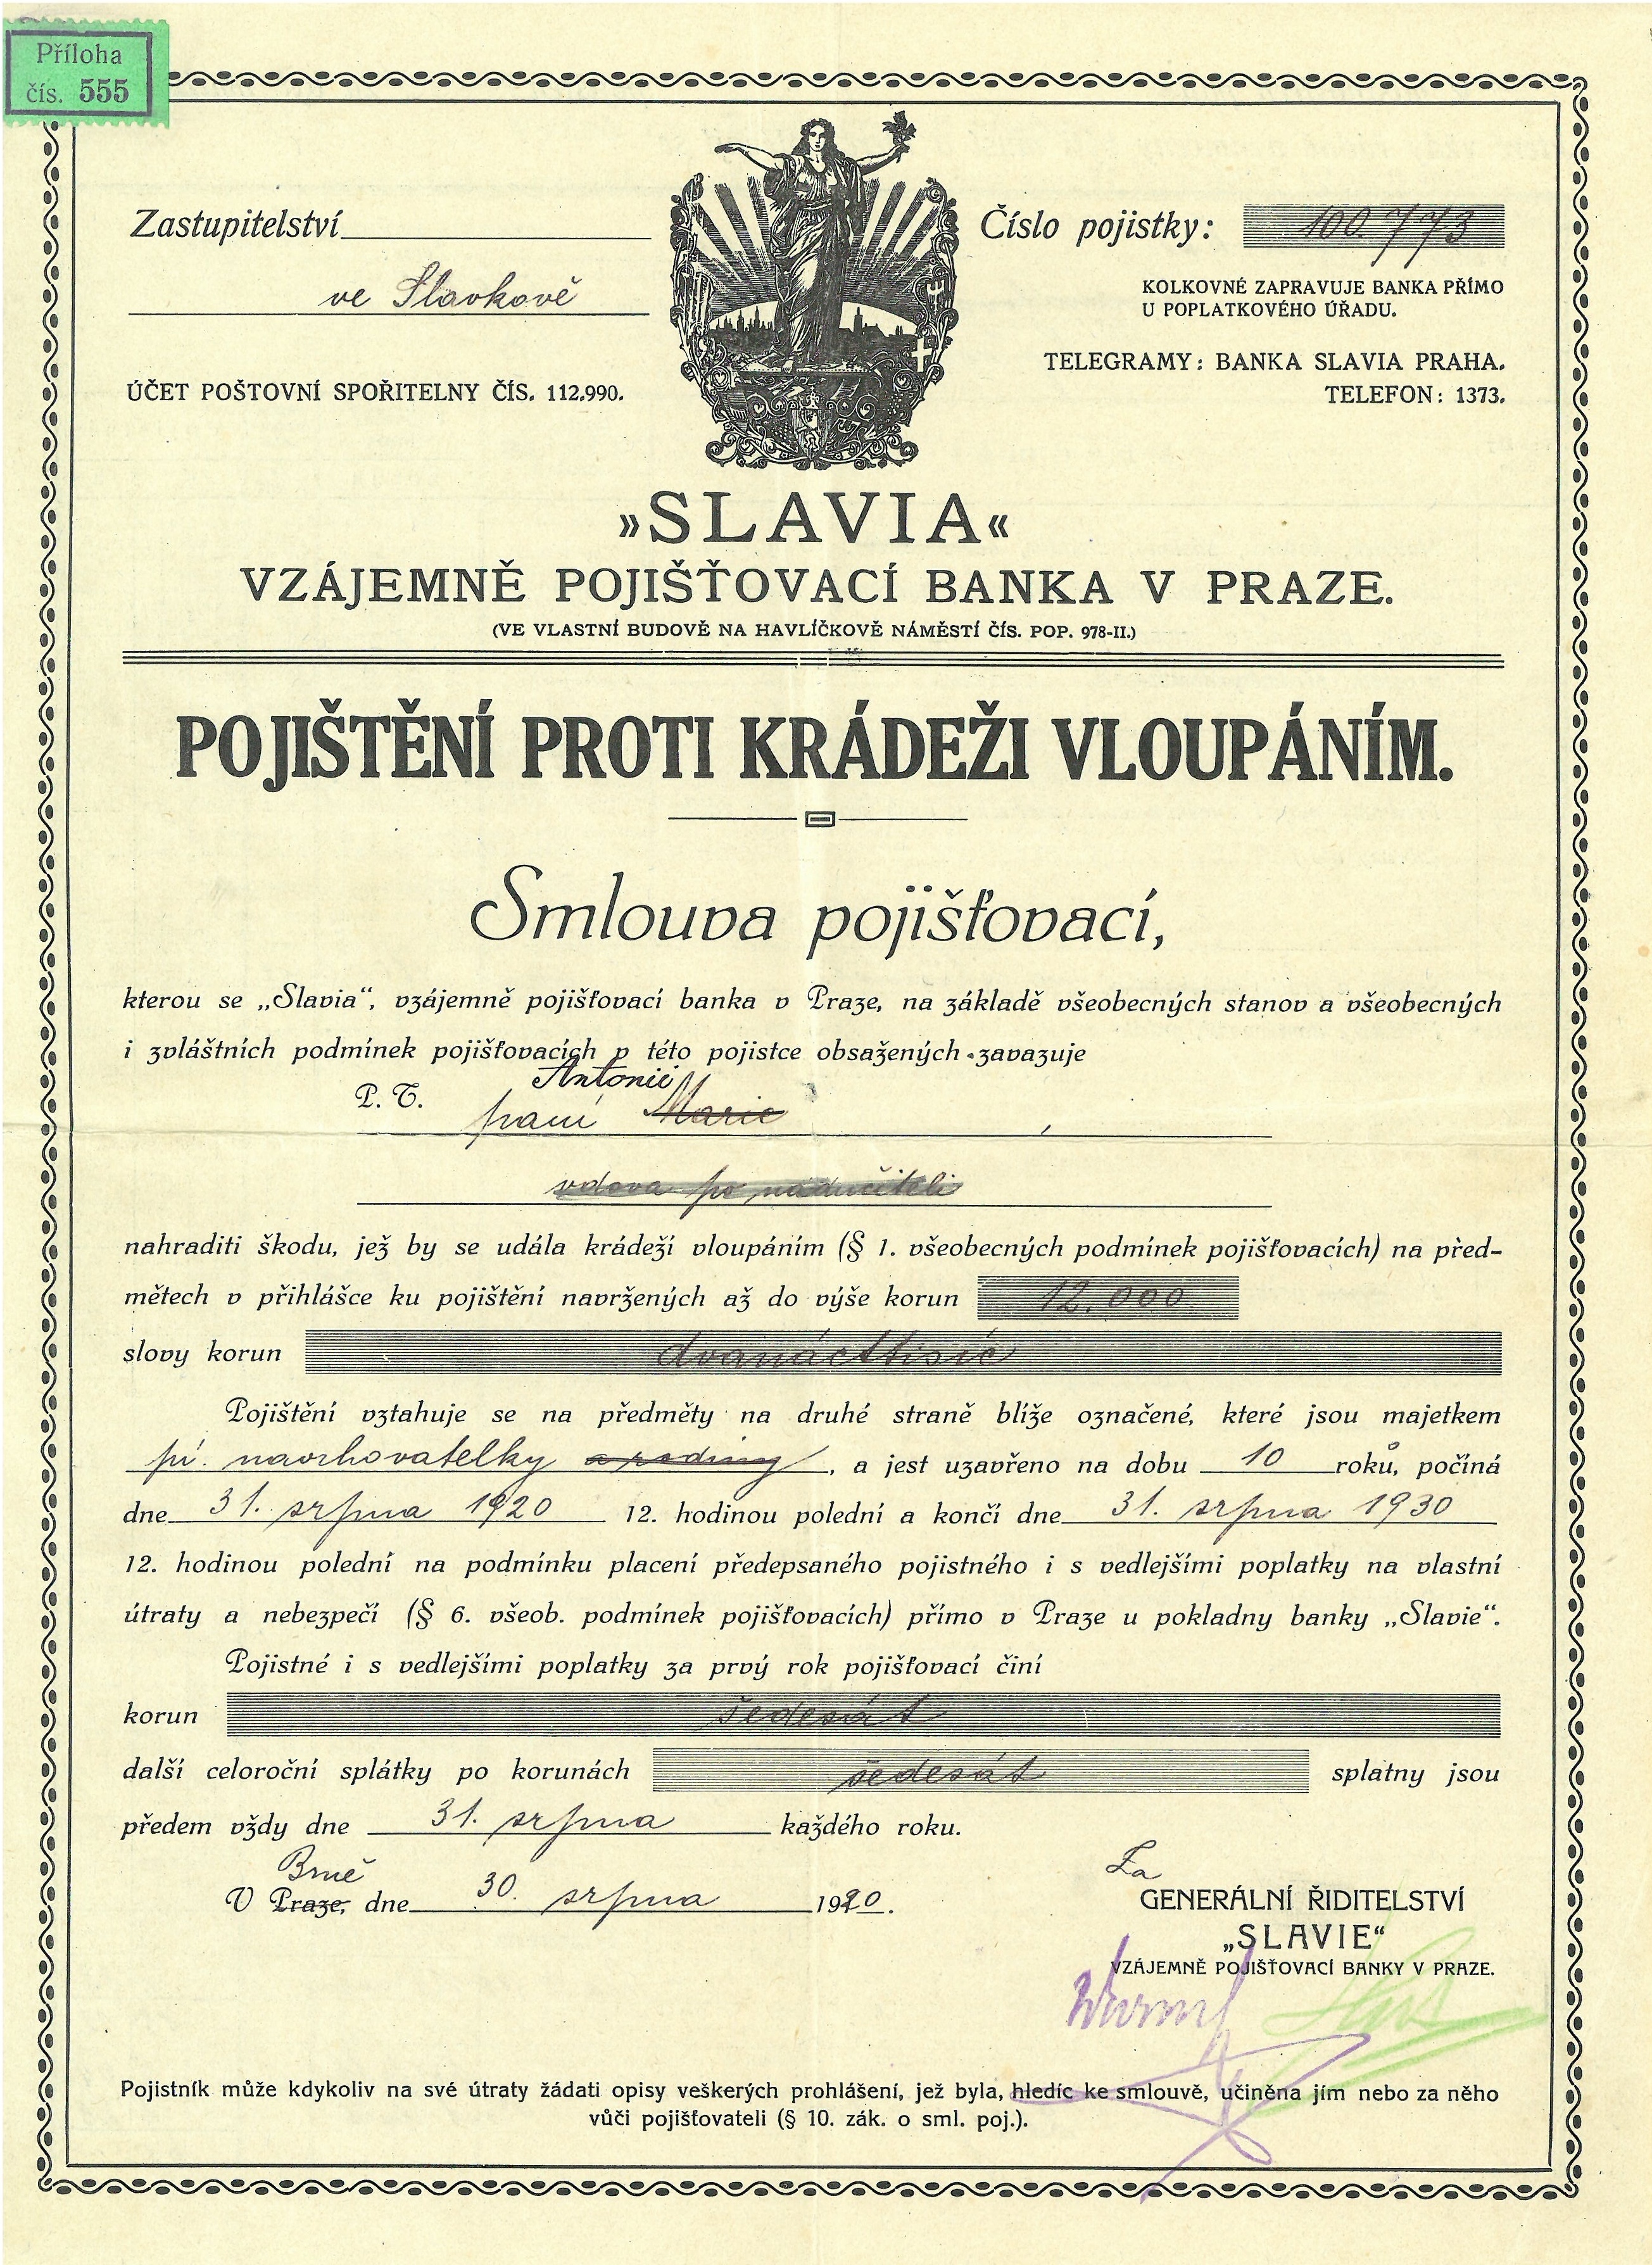 Příloha
čís. 555
Zastupitelství
ve Slavkově
ÚČET POŠTOVNÍ SPOŘITELNY ČÍS. 112.990.
Číslo pojistky: 100.773
KOLKOVNÉ ZAPRAVUJE BANKA PŘÍMO
U POPLATKOVÉHO ÚŘADU.
TELEGRAMY: BANKA SLAVIA PRAHA.
TELEFON: 1373.
»SLAVIA«
VZÁJEMNĚ POJIŠŤOVACÍ BANKA V PRAZE.
(VE VLASTNÍ BUDOVĚ NA HAVLÍČKOVĚ NÁMĚSTÍ ČÍS. POP. 978-II.)
POJIŠTĚNÍ PROTI KRÁDEŽI VLOUPÁNÍM.
Smlouva pojišťovací,
kterou se „Slavia“, vzájemně pojišťovací banka v Praze, na základě všeobecných stanov a všeobecných
i zvláštních podmínek pojišťovacích v této pojistce obsažených zavazuje
Antonii
P. T. paní Marie
vdova po nadučiteli
nahraditi škodu, jež by se udála krádeží vloupáním (§ 1. všeobecných podmínek pojišťovacích) na před-
mětech v přihlášce ku pojištění navržených až do výše korun 12.000
slovy korun dvanácttisíc
Pojištění vztahuje se na předměty na druhé straně blíže označené, které jsou majetkem
pí. navrhovatelky a rodiny, a jest uzavřeno na dobu 10 roků, počíná
dne 31. srpna 1920 12. hodinou polední a končí dne 31. srpna 1930
12. hodinou polední na podmínku placení předepsaného pojistného i s vedlejšími poplatky na vlastní
útraty a nebezpečí (§ 6. všeob. podmínek pojišťovacích) přímo v Praze u pokladny banky „Slavie“.
Pojistné i s vedlejšími poplatky za prvý rok pojišťovací činí
korun šedesát
další celoroční splátky po korunách šedesát splatny jsou
předem vždy dne 31. srpna každého roku.
Brně
V Praze, dne 30. srpna 1920.
Za
GENERÁLNÍ ŘIDITELSTVÍ
„SLAVIE“
VZÁJEMNĚ POJIŠŤOVACÍ BANKY V PRAZE.
Pojistník může kdykoliv na své útraty žádati opisy veškerých prohlášení, jež byla, hledíc ke smlouvě, učiněna jím nebo za něho
vůči pojišťovateli (§ 10. zák. o sml. poj.).